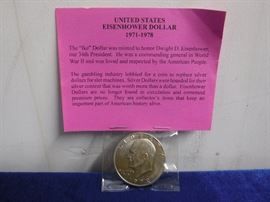 UNITED STATES
EISENHOWER DOLLAR
1971-1978
The "Ike" Dollar was minted to honor Dwight D. Eisenhower,
our 34th President. He was a commanding general in World
War II and was loved and respected by the American People.
The gambling industry lobbied for a coin to replace silver
dollars for slot machines. Silver Dollars were hoarded for their
silver content that was worth more than a dollar. Eisenhower
Dollars are no longer found in circulation and command
premium prices. They are collector's items that keep an
important part of American history alive.